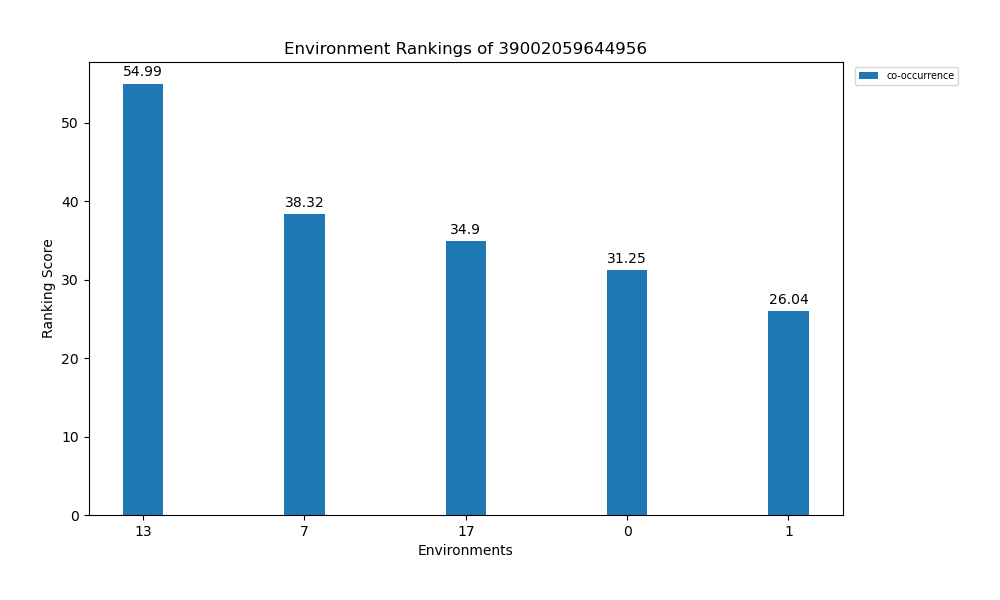 Environment Rankings of 39002059644956
co-occurrence
54.99
38.32
34.9
31.25
26.04
50
40
30
20
10
0
Ranking Score
13 7 17 0 1
Environments